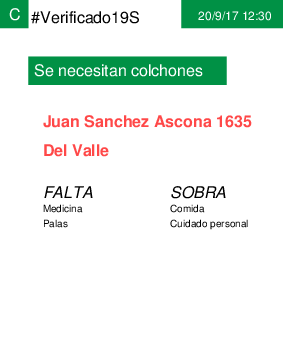 C #Verificado19S 20/9/17 12:30
Se necesitan colchones
Juan Sanchez Ascona 1635
Del Valle
FALTA SOBRA
Medicina Comida
Palas Cuidado personal